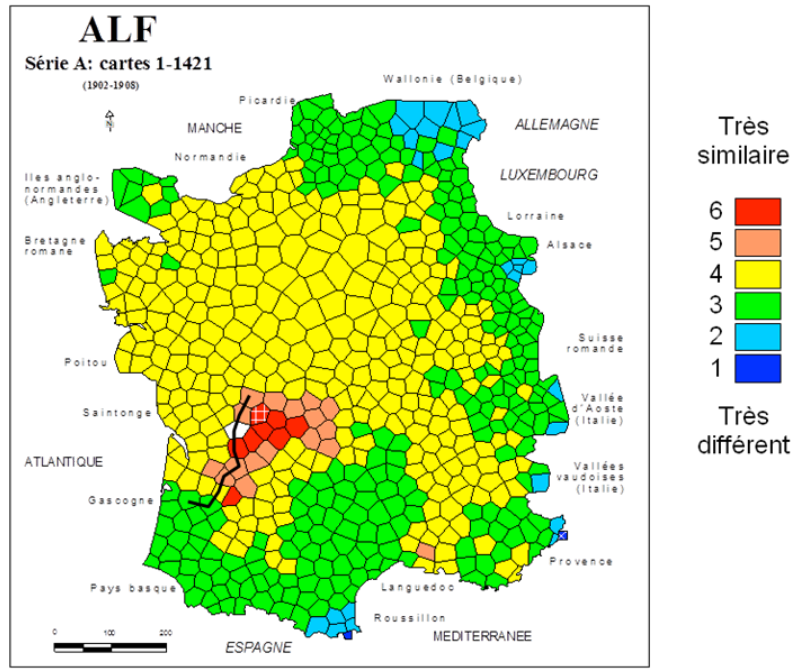 ALF
Série A: cartes 1-1421
(1902-1908)
N
Wallonie (Belgique)
Picardie
MANCHE
ALLEMAGNE
Normandie
LUXEMBOURG
Iles anglo-
normandes
(Angleterre)
Lorraine
Bretagne
romane
Alsace
Suisse
romande
Poitou
Vallée
d'Aoste
(Italie)
Saintonge
ATLANTIQUE
Vallées
vaudoises
(Italie)
Gascogne
Provence
Pays basque
Languedoc
Roussillon
0 100 200
ESPAGNE
MEDITERRANEE
Très
similaire
6
5
4
3
2
1
Très
différent